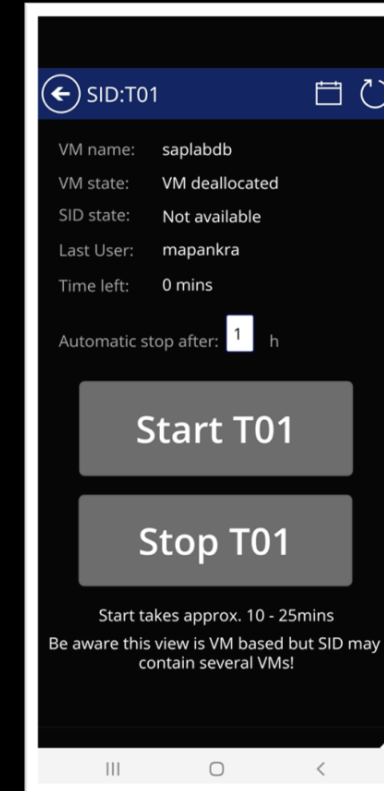 SID:T01
VM name: saplabdb
VM state: VM deallocated
SID state: Not available
Last User: mapankra
Time left: 0 mins
Automatic stop after: 1 h
Start T01
Stop T01
Start takes approx. 10 - 25mins
Be aware this view is VM based but SID may
contain several VMs!